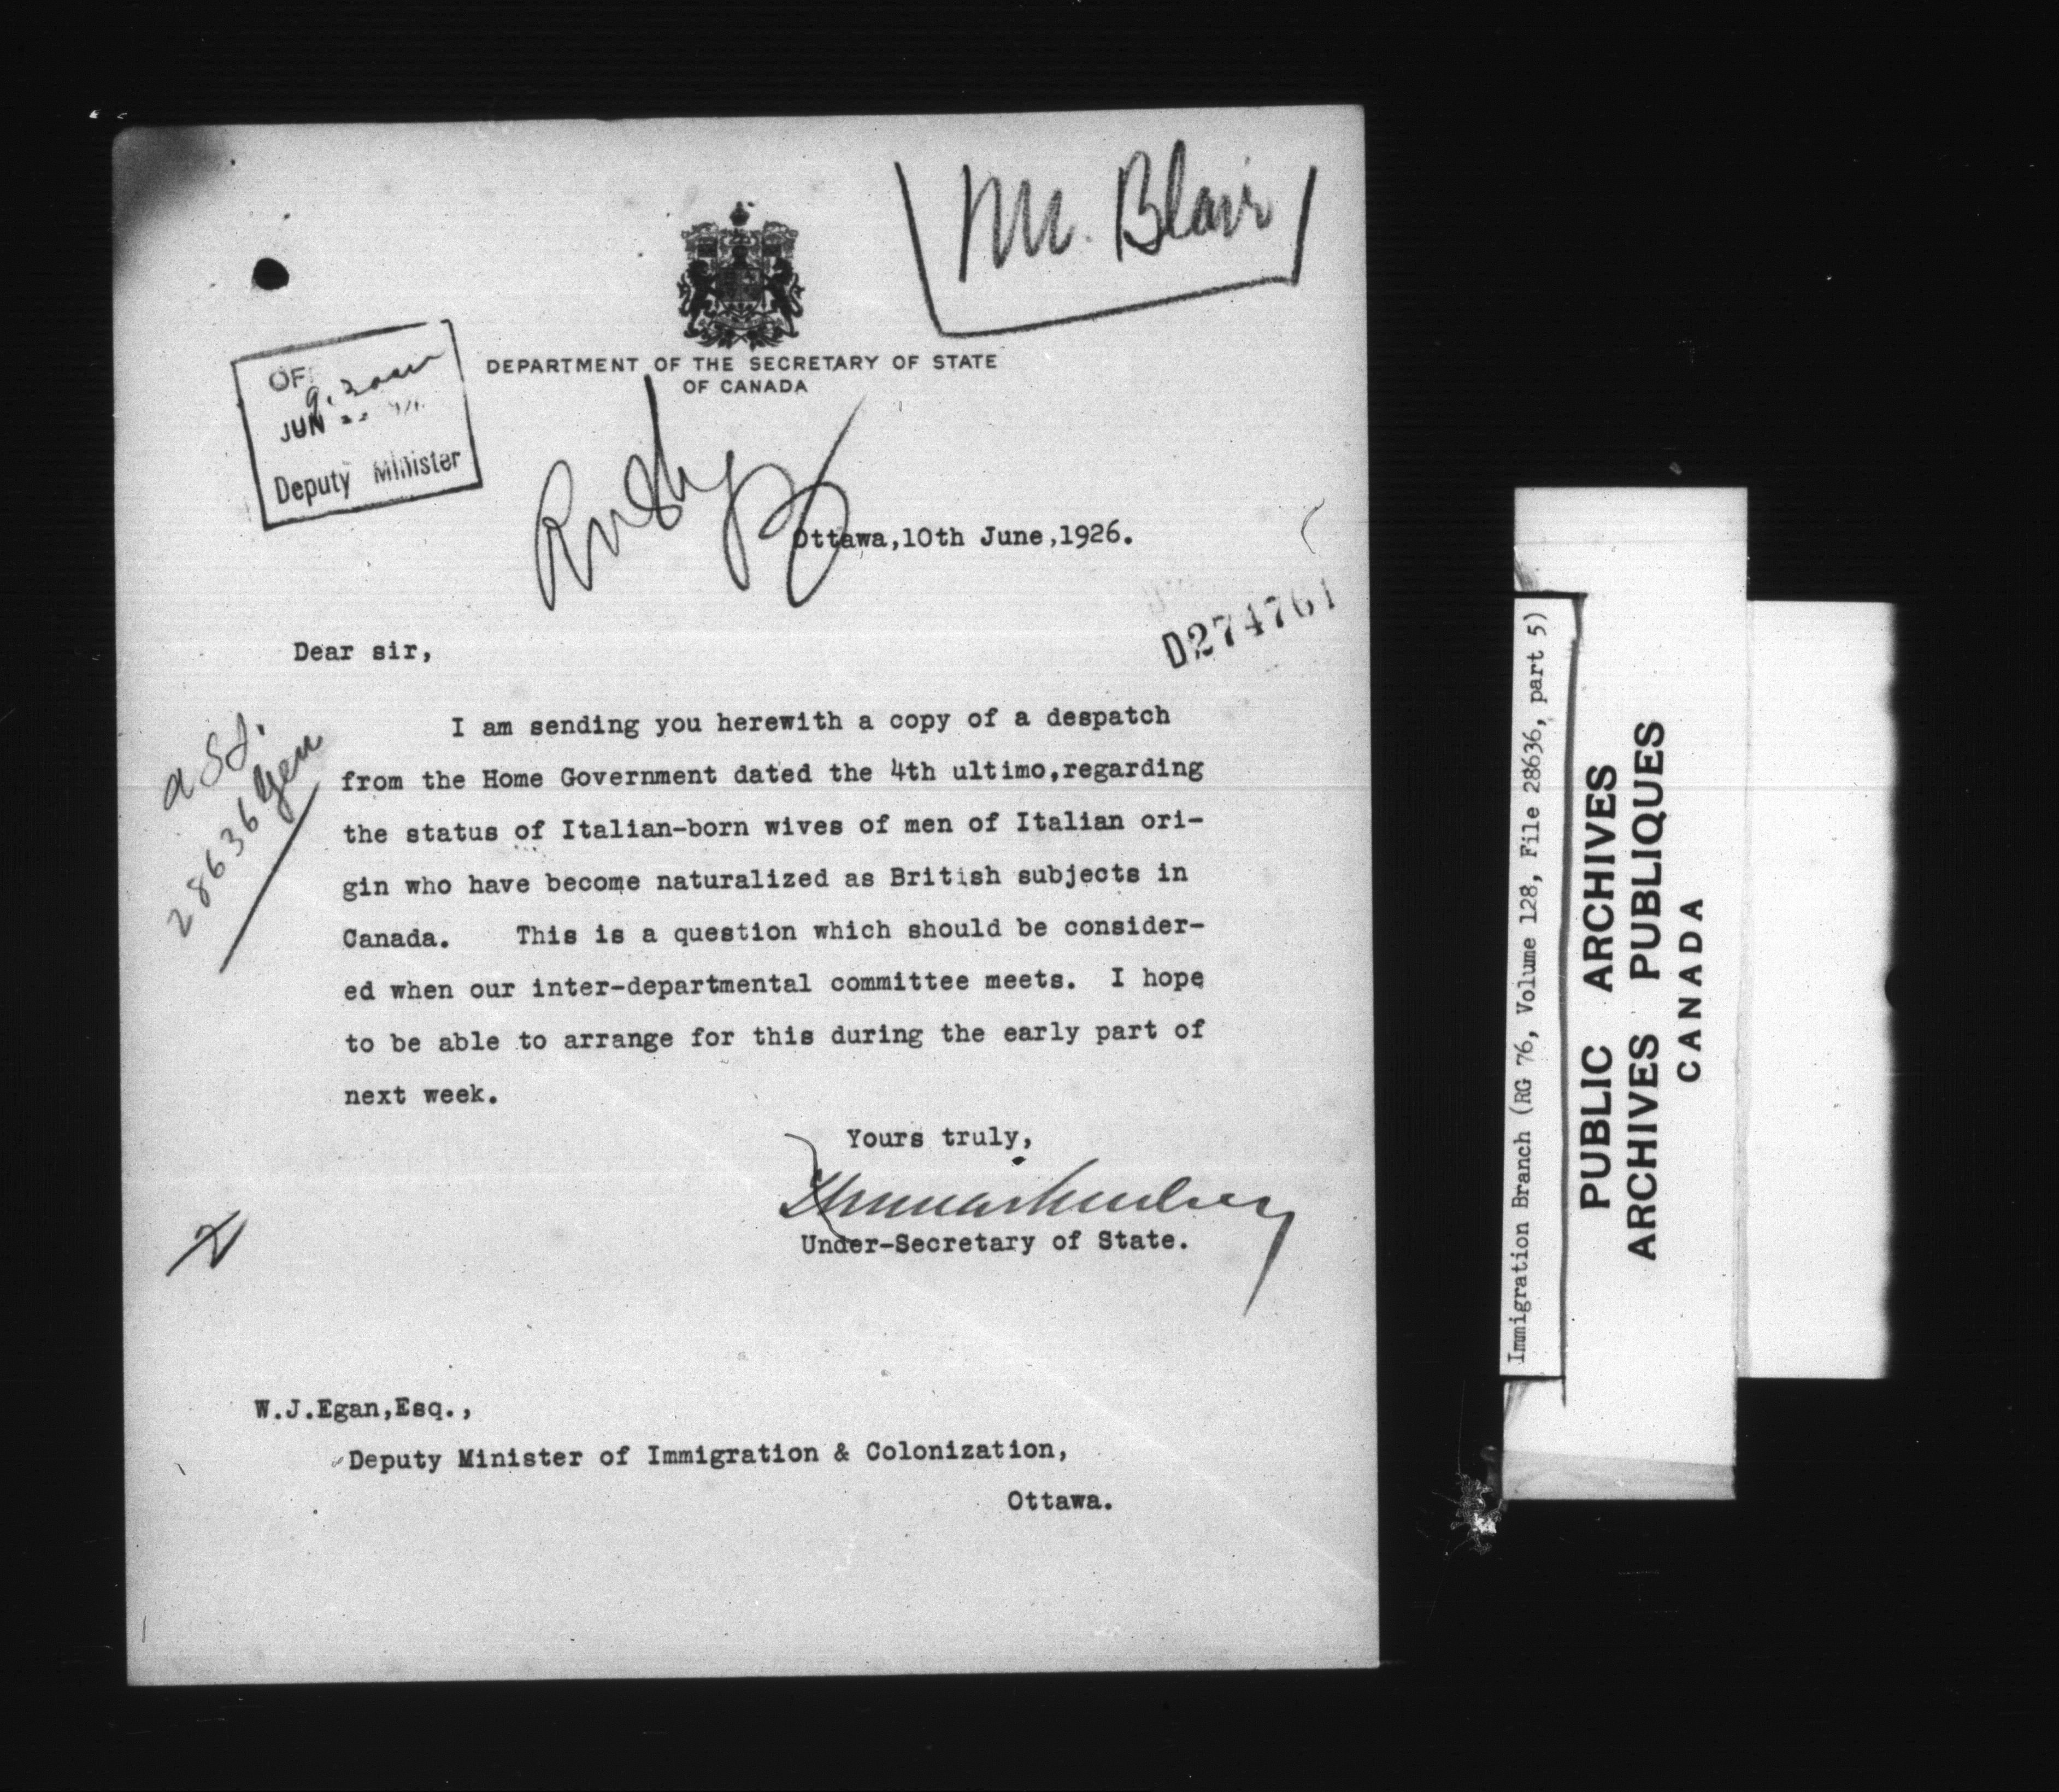 Mr. Blair
DEPARTMENT OF THE SECRETARY OF STATE
OF CANADA
OF
9.30am
JUN
Deputy Minister
Ottawa,10th June,1926.
D274761
Dear sir,
28636 Gen
I am sending you herewith a copy of a despatch
from the Home Government dated the 4th ultimo,regarding
the status of Italian-born wives of men of Italian ori-
gin who have become naturalized as British subjects in
Canada. This is a question which should be consider-
ed when our inter-departmental committee meets. I hope
to be able to arrange for this during the early part of
next week.
Yours truly,
Under-Secretary of State.
W.J.Egan,Esq.,
Deputy Minister of Immigration & Colonization,
Ottawa.
Immigration Branch (RG 76, Volume 128, File 28636, part 5)
PUBLIC ARCHIVES
ARCHIVES PUBLIQUES
CANADA